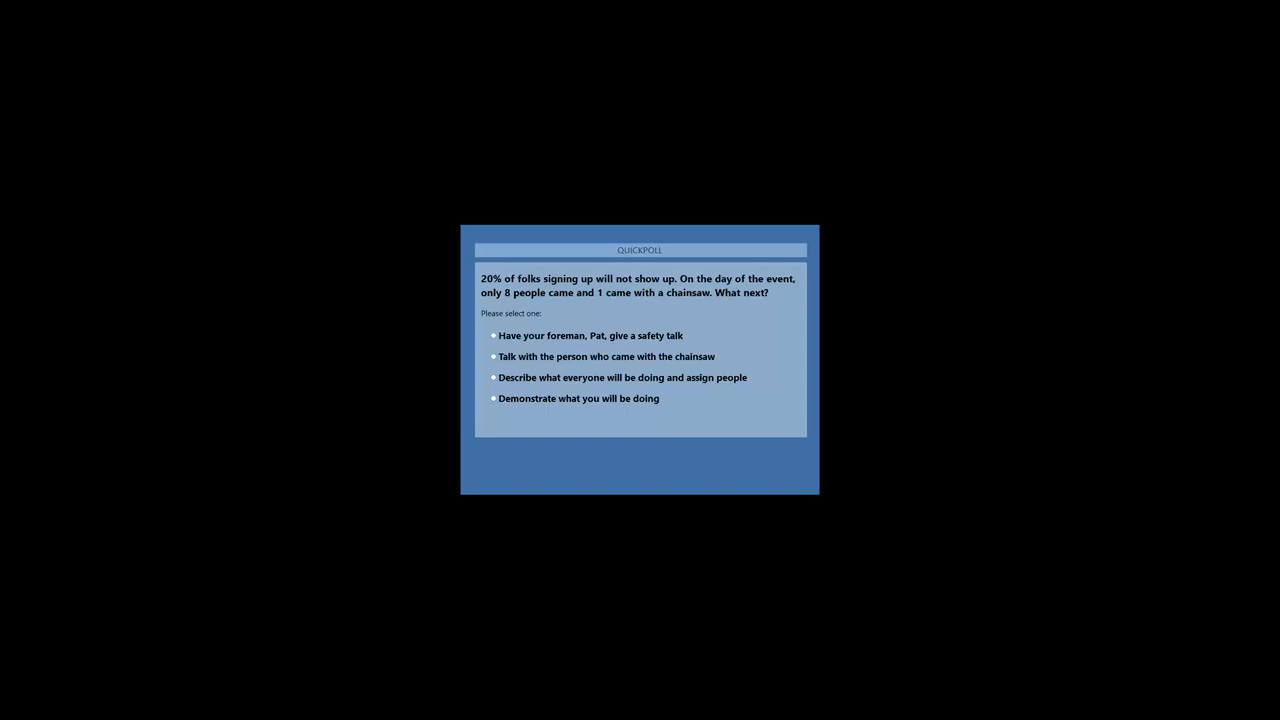 QUICKPOLL
20% of folks signing up will not show up. On the day of the event,
only 8 people came and 1 came with a chainsaw. What next?
Please select one:
Have your foreman, Pat, give a safety talk
Talk with the person who came with the chainsaw
Describe what everyone will be doing and assign people
Demonstrate what you will be doing